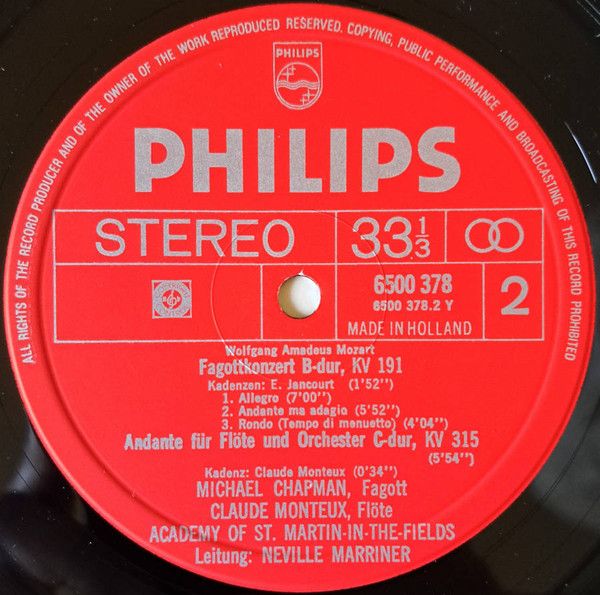 ALL RIGHTS OF THE RECORD PRODUCER AND OF THE OWNER OF THE WORK REPRODUCED RESERVED. COPYING, PUBLIC PERFORMANCE AND BROADCASTING OF THIS RECORD PROHIBITED
PHILIPS
PHILIPS
STEREO 33 1/3
6500 378
6500 378.2 Y
2
MADE IN HOLLAND
Wolfgang Amadeus Mozart
Fagottkonzert B-dur, KV 191
Kadenzen: E. Jancourt (1'52'')
1. Allegro (7'00'')
2. Andante ma adagio (5'52'')
3. Rondo (Tempo di menuetto) (4'04'')
Andante für Flöte und Orchester C-dur, KV 315
(5'54'')
Kadenz: Claude Monteux (0'34'')
MICHAEL CHAPMAN, Fagott
CLAUDE MONTEUX, Flöte
ACADEMY OF ST. MARTIN-IN-THE-FIELDS
Leitung: NEVILLE MARRINER